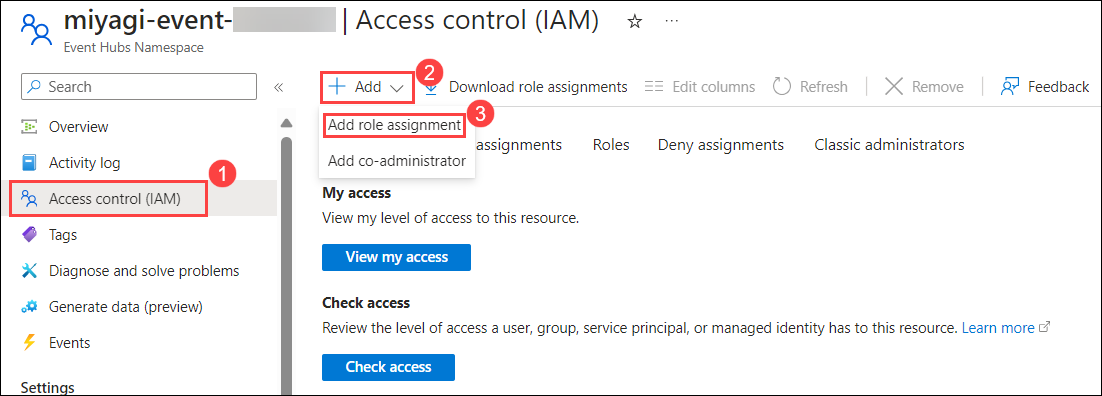 miyagi-event- | Access control (IAM) ☆ ...
Event Hubs Namespace
Search «
+ Add 2 Download role assignments Edit columns Refresh Remove Feedback
Add role assignment 3
Add co-administrator
assignments Roles Deny assignments Classic administrators
Overview
Activity log
1
Access control (IAM)
Tags
Diagnose and solve problems
Generate data (preview)
Events
Settings
My access
View my level of access to this resource.
View my access
Check access
Review the level of access a user, group, service principal, or managed identity has to this resource. Learn more
Check access